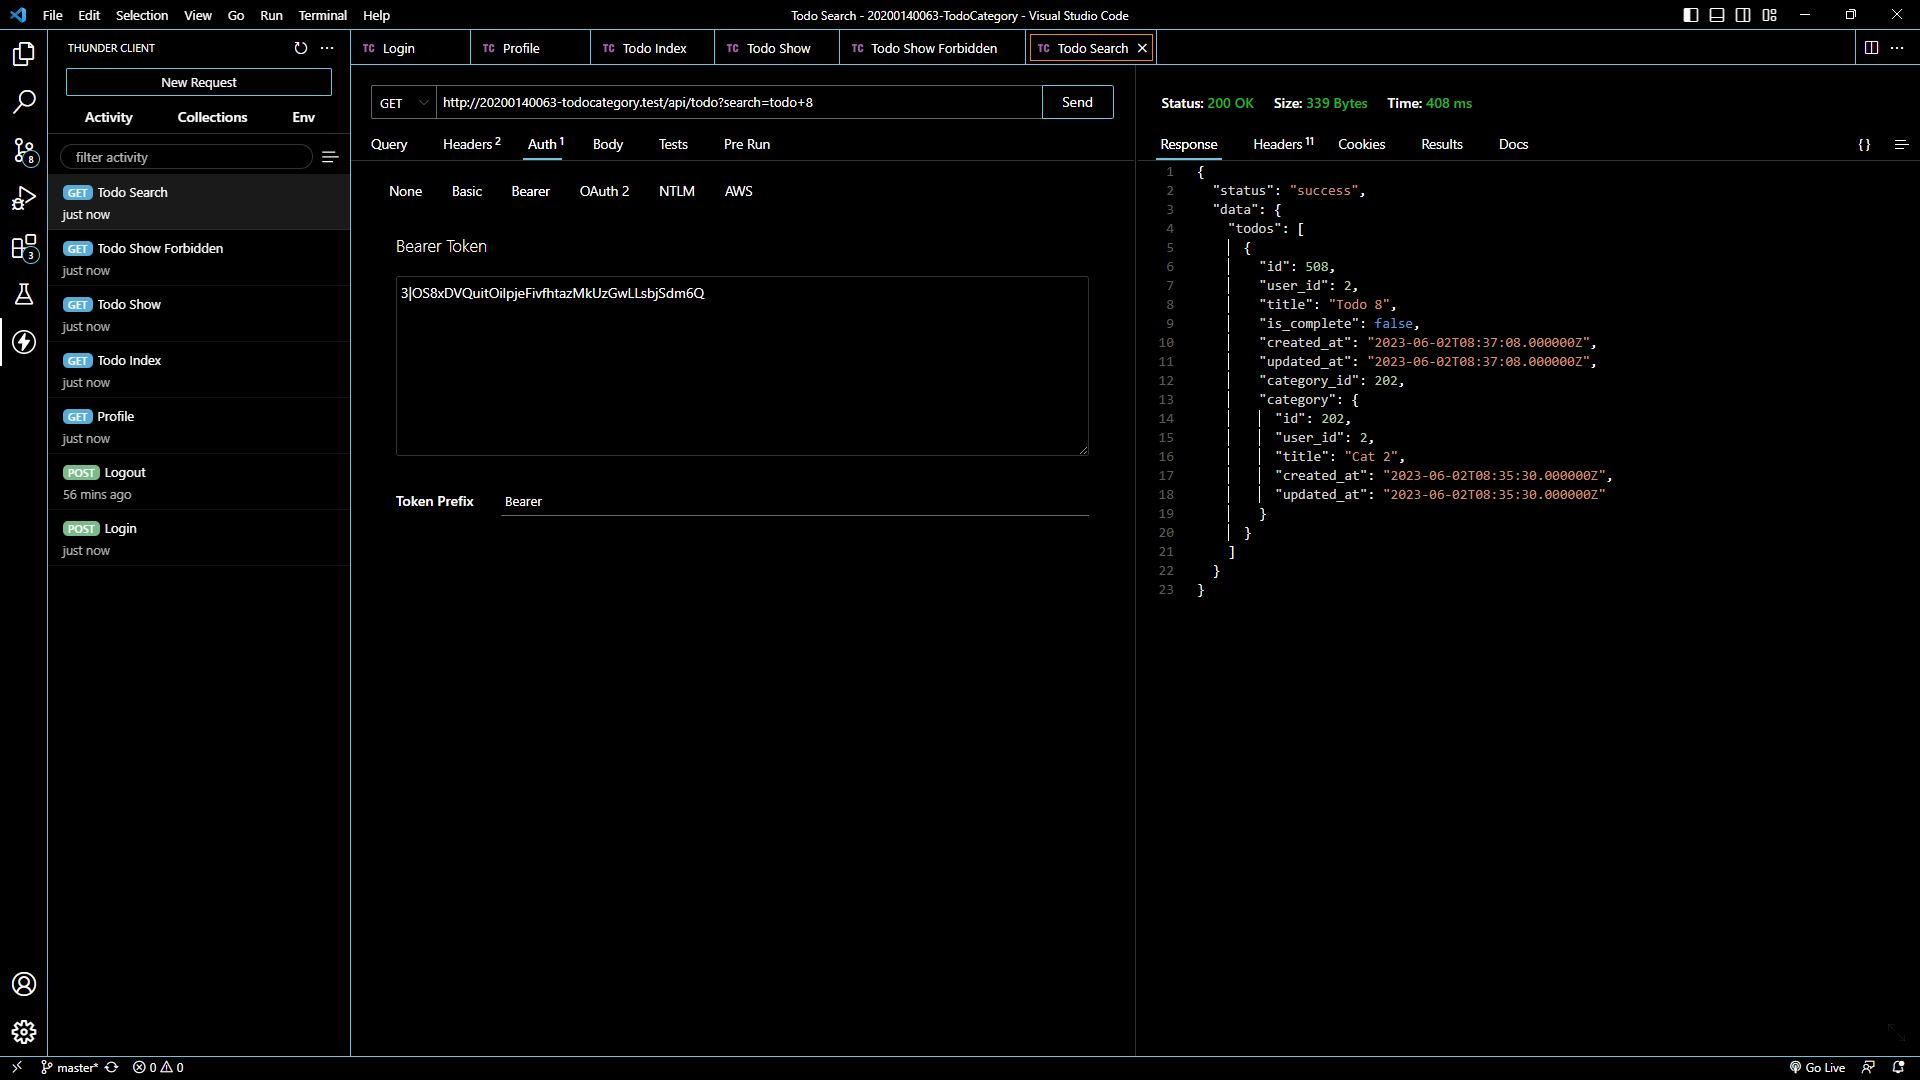 File Edit Selection View Go Run Terminal Help
Todo Search - 20200140063-TodoCategory - Visual Studio Code
THUNDER CLIENT
New Request
Activity Collections Env
filter activity
GET Todo Search
just now
GET Todo Show Forbidden
just now
GET Todo Show
just now
GET Todo Index
just now
GET Profile
just now
POST Logout
56 mins ago
POST Login
just now
8
3
TC Login TC Profile TC Todo Index TC Todo Show TC Todo Show Forbidden TC Todo Search
GET http://20200140063-todocategory.test/api/todo?search=todo+8 Send
Query Headers 2 Auth 1 Body Tests Pre Run
None Basic Bearer OAuth 2 NTLM AWS
Bearer Token
3|OS8xDVQuitOilpjeFivfhtazMkUzGwLLsbjSdm6Q
Token Prefix Bearer
Status: 200 OK Size: 339 Bytes Time: 408 ms
Response Headers 11 Cookies Results Docs {}
1 {
2 "status": "success",
3 "data": {
4 "todos": [
5 {
6 "id": 508,
7 "user_id": 2,
8 "title": "Todo 8",
9 "is_complete": false,
10 "created_at": "2023-06-02T08:37:08.000000Z",
11 "updated_at": "2023-06-02T08:37:08.000000Z",
12 "category_id": 202,
13 "category": {
14 "id": 202,
15 "user_id": 2,
16 "title": "Cat 2",
17 "created_at": "2023-06-02T08:35:30.000000Z",
18 "updated_at": "2023-06-02T08:35:30.000000Z"
19 }
20 }
21 ]
22 }
23 }
master* 0 0 Go Live